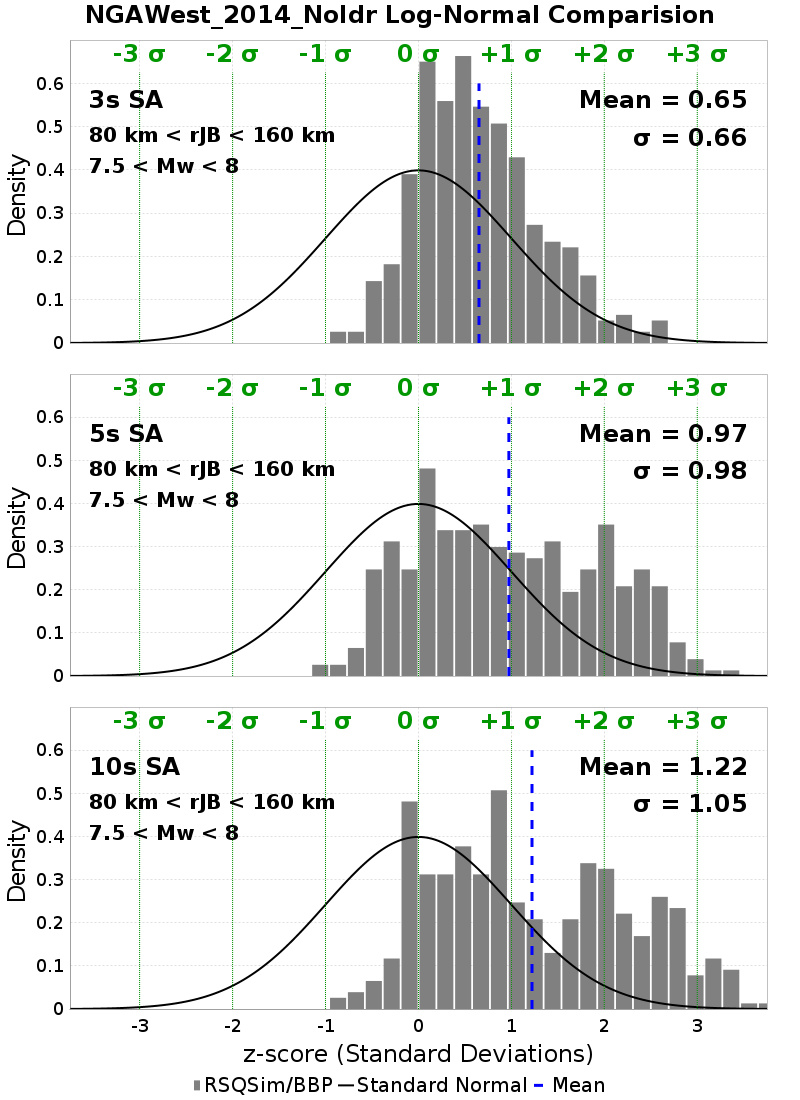 NGAWest_2014_NoIdr Log-Normal Comparision
-3 σ -2 σ -1 σ 0 σ +1 σ +2 σ +3 σ
0.6
3s SA Mean = 0.65
0.5
80 km < rJB < 160 km σ = 0.66
7.5 < Mw < 8
0.4
0.3
0.2
0.1
0
Density
-3 σ -2 σ -1 σ 0 σ +1 σ +2 σ +3 σ
0.6
5s SA Mean = 0.97
0.5
80 km < rJB < 160 km σ = 0.98
7.5 < Mw < 8
0.4
0.3
0.2
0.1
0
Density
-3 σ -2 σ -1 σ 0 σ +1 σ +2 σ +3 σ
0.6
10s SA Mean = 1.22
0.5
80 km < rJB < 160 km σ = 1.05
7.5 < Mw < 8
0.4
0.3
0.2
0.1
0
Density
-3 -2 -1 0 1 2 3
z-score (Standard Deviations)
RSQSim/BBP Standard Normal Mean